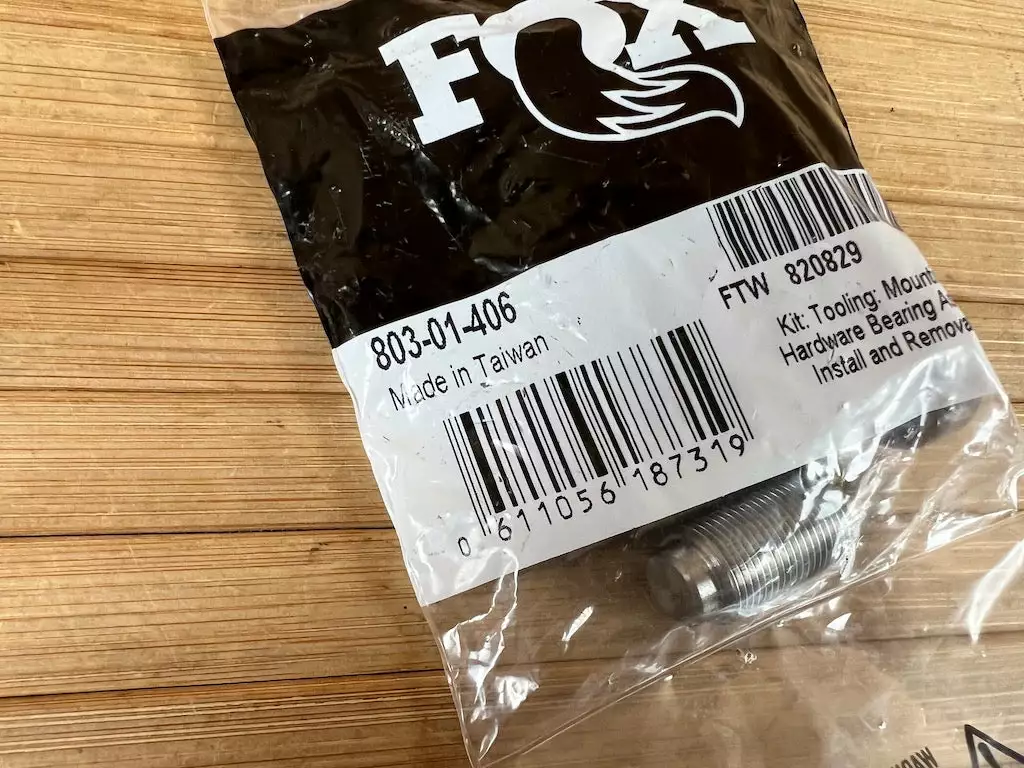 FOX
803-01-406
Made in Taiwan
0 611056 187319
FTW 820829
Kit: Tooling: Mount
Hardware Bearing A
Install and Remova